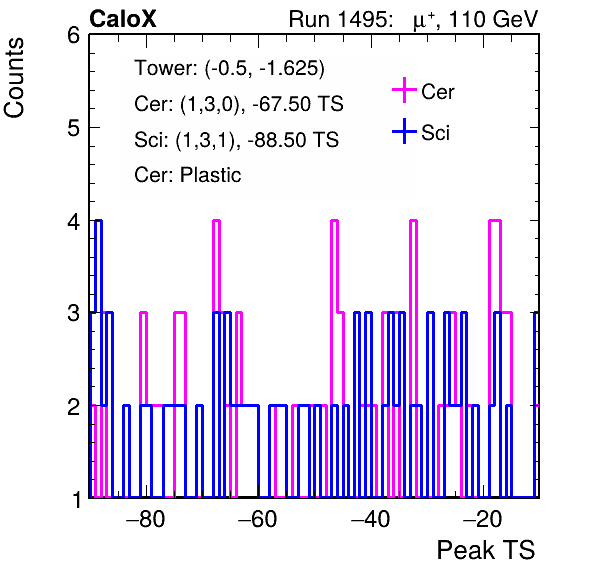 CaloX Run 1495: μ⁺, 110 GeV
Counts
6
5
4
3
2
1
Tower: (-0.5, -1.625)
Cer: (1,3,0), -67.50 TS
Sci: (1,3,1), -88.50 TS
Cer: Plastic
Cer
Sci
−80 −60 −40 −20
Peak TS